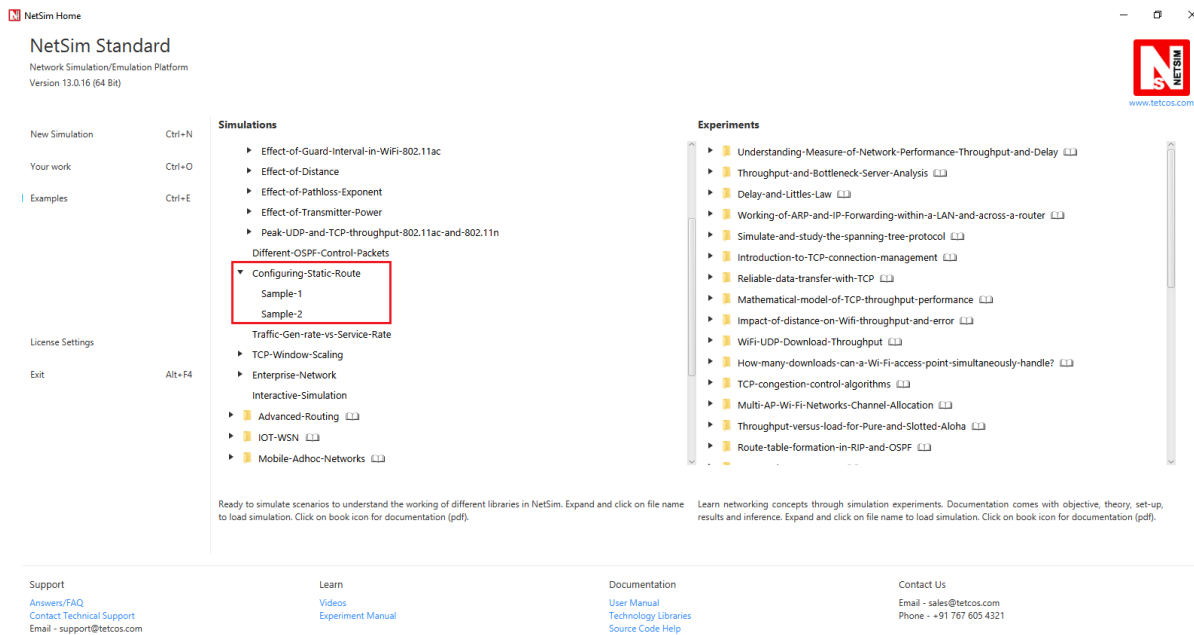 NetSim Home
NetSim Standard
Network Simulation/Emulation Platform
Version 13.0.16 (64 Bit)
NETSIM
www.tetcos.com
New Simulation Ctrl+N
Your work Ctrl+O
Examples Ctrl+E
License Settings
Exit Alt+F4
Simulations
Effect-of-Guard-Interval-in-WiFi-802.11ac
Effect-of-Distance
Effect-of-Pathloss-Exponent
Effect-of-Transmitter-Power
Peak-UDP-and-TCP-throughput-802.11ac-and-802.11n
Different-OSPF-Control-Packets
Configuring-Static-Route
Sample-1
Sample-2
Traffic-Gen-rate-vs-Service-Rate
TCP-Window-Scaling
Enterprise-Network
Interactive-Simulation
Advanced-Routing
IOT-WSN
Mobile-Adhoc-Networks
Ready to simulate scenarios to understand the working of different libraries in NetSim. Expand and click on file name
to load simulation. Click on book icon for documentation (pdf).
Experiments
Understanding-Measure-of-Network-Performance-Throughput-and-Delay
Throughput-and-Bottleneck-Server-Analysis
Delay-and-Littles-Law
Working-of-ARP-and-IP-Forwarding-within-a-LAN-and-across-a-router
Simulate-and-study-the-spanning-tree-protocol
Introduction-to-TCP-connection-management
Reliable-data-transfer-with-TCP
Mathematical-model-of-TCP-throughput-performance
Impact-of-distance-on-Wifi-throughput-and-error
WiFi-UDP-Download-Throughput
How-many-downloads-can-a-Wi-Fi-access-point-simultaneously-handle?
TCP-congestion-control-algorithms
Multi-AP-Wi-Fi-Networks-Channel-Allocation
Throughput-versus-load-for-Pure-and-Slotted-Aloha
Route-table-formation-in-RIP-and-OSPF
Learn networking concepts through simulation experiments. Documentation comes with objective, theory, set-up,
results and inference. Expand and click on file name to load simulation. Click on book icon for documentation (pdf).
Support
Answers/FAQ
Contact Technical Support
Email - support@tetcos.com
Learn
Videos
Experiment Manual
Documentation
User Manual
Technology Libraries
Source Code Help
Contact Us
Email - sales@tetcos.com
Phone - +91 767 605 4321